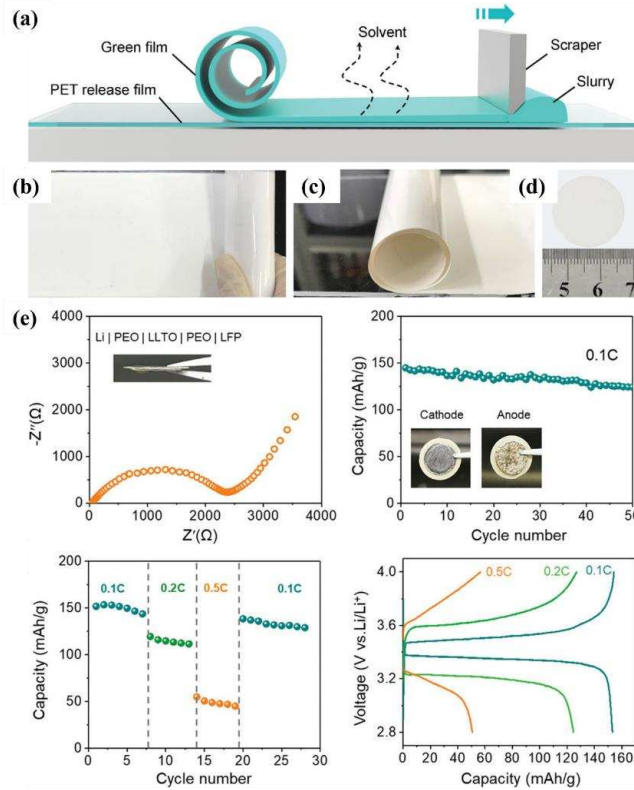 (a)
Green film
PET release film
Solvent
Scraper
Slurry
(b)
(c)
(d)
5 6 7
(e)
4000
3000
2000
1000
0
-Z''(Ω)
Li | PEO | LLTO | PEO | LFP
0 1000 2000 3000 4000
Z'(Ω)
200
150
100
50
0
Capacity (mAh/g)
0.1C
Cathode Anode
0 10 20 30 40 50
Cycle number
200
150
100
50
0
Capacity (mAh/g)
0.1C 0.2C 0.5C 0.1C
0 5 10 15 20 25 30
Cycle number
4.0
3.6
3.2
2.8
Voltage (V vs.Li/Li⁺)
0.5C 0.2C 0.1C
0 20 40 60 80 100 120 140 160
Capacity (mAh/g)